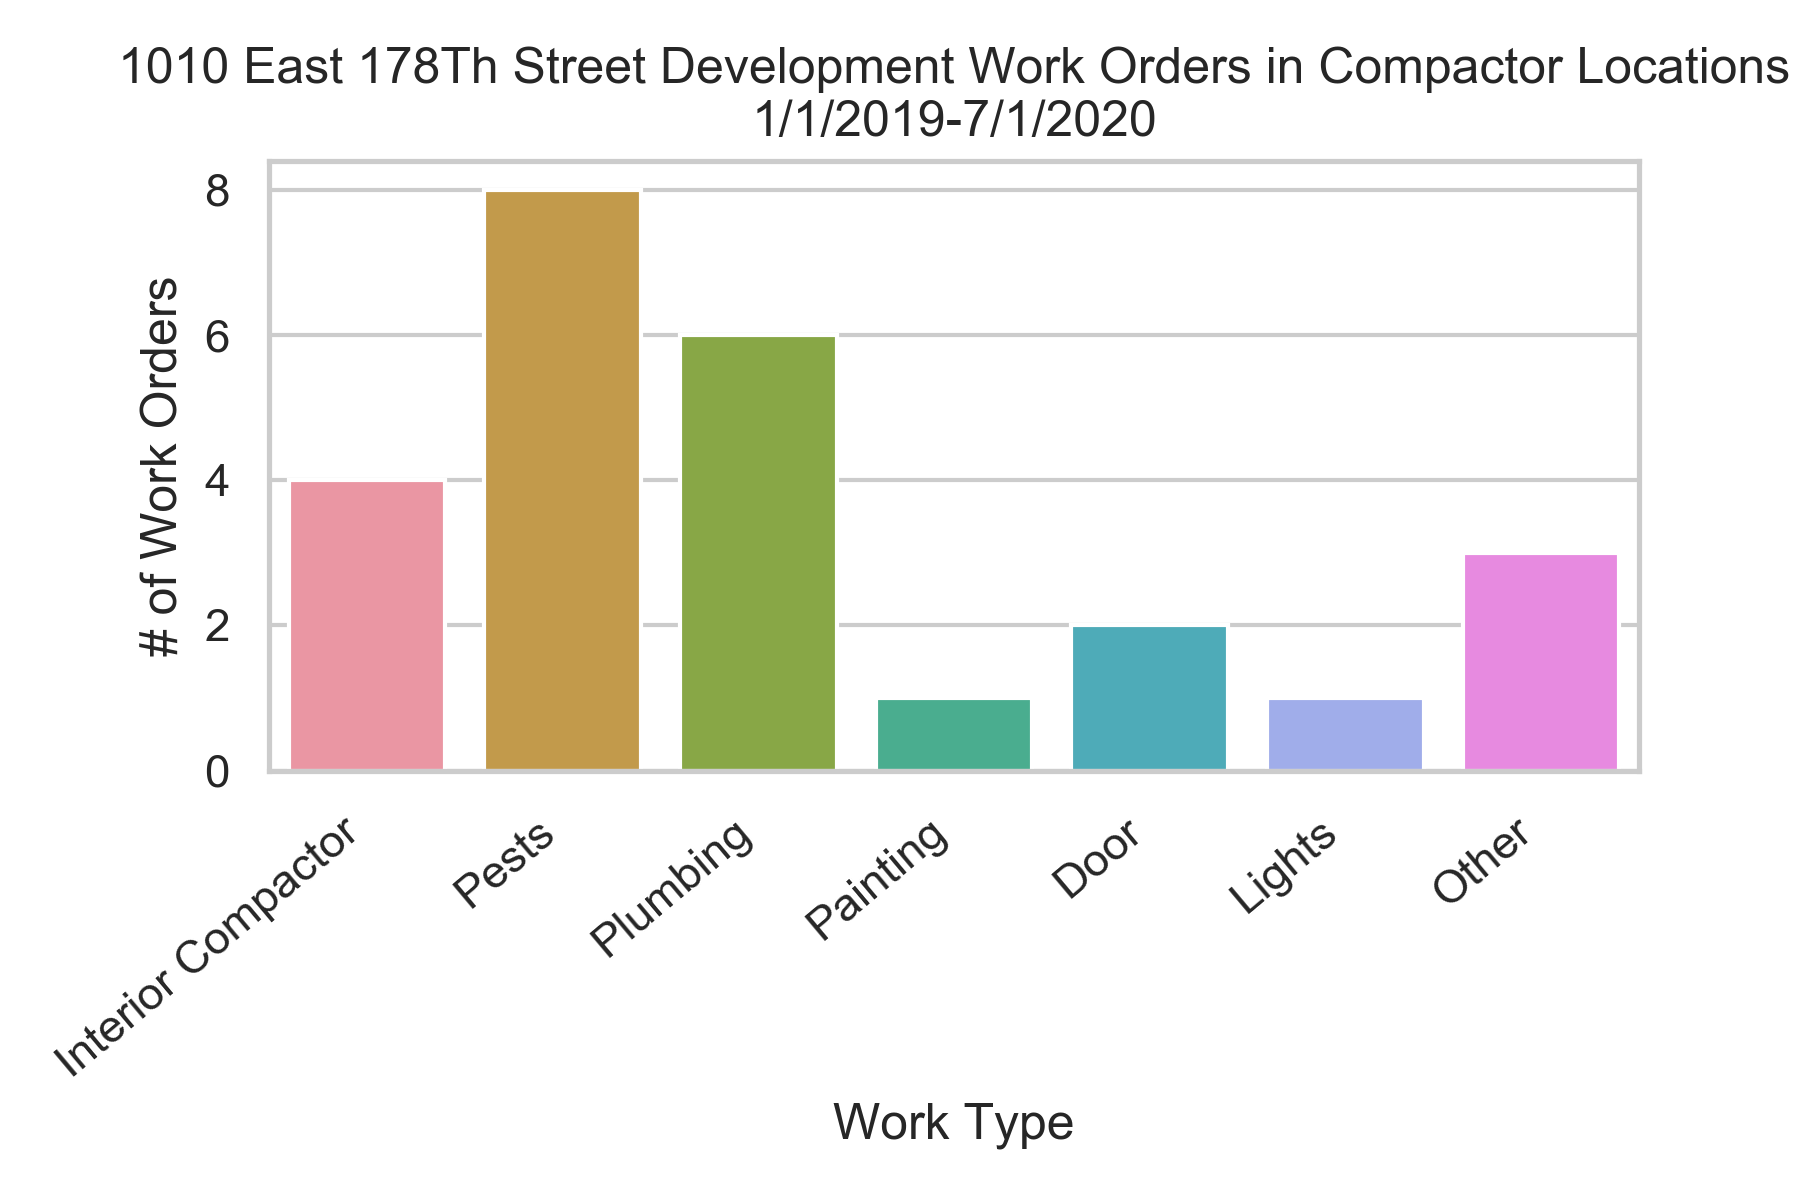 1010 East 178Th Street Development Work Orders in Compactor Locations
1/1/2019-7/1/2020
# of Work Orders
8
6
4
2
0
Interior Compactor
Pests
Plumbing
Painting
Door
Lights
Other
Work Type